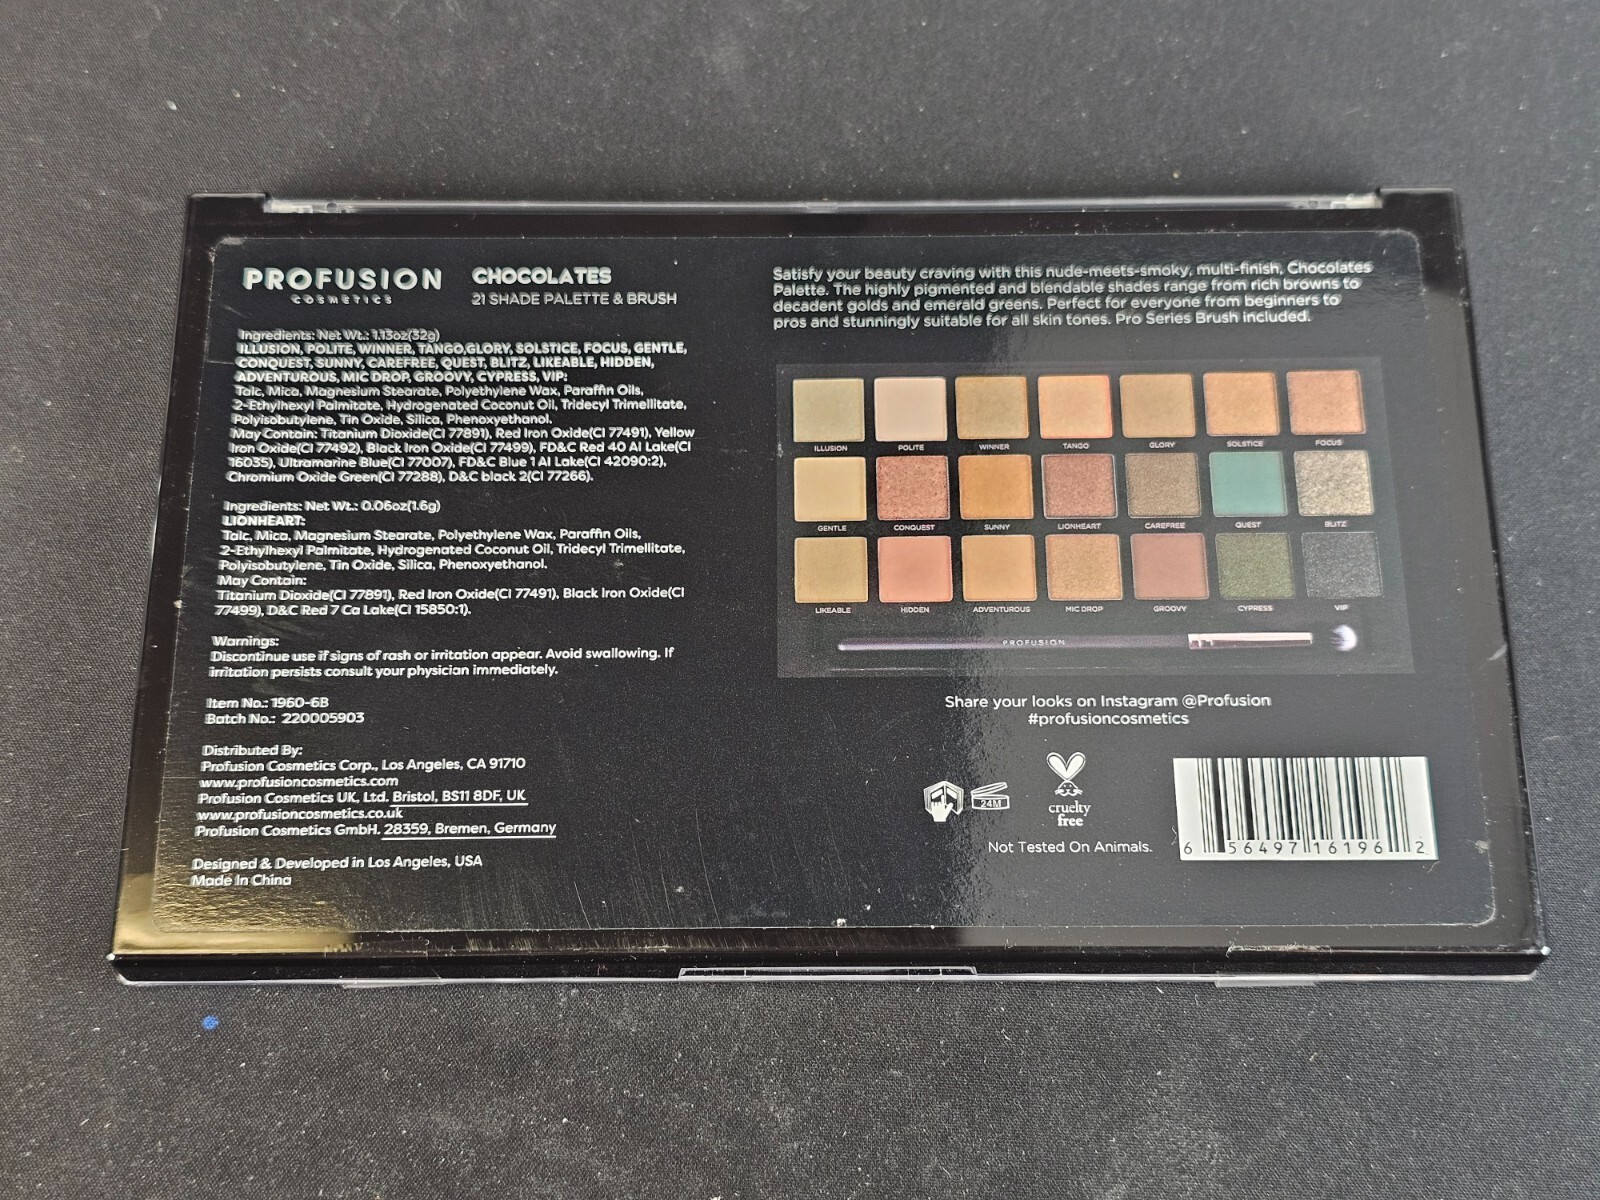 PROFUSION
COSMETICS
CHOCOLATES
21 SHADE PALETTE & BRUSH
Ingredients: Net Wt.: 1.13oz(32g)
ILLUSION, POLITE, WINNER, TANGO,GLORY, SOLSTICE, FOCUS, GENTLE,
CONQUEST, SUNNY, CAREFREE, QUEST, BLITZ, LIKEABLE, HIDDEN,
ADVENTUROUS, MIC DROP, GROOVY, CYPRESS, VIP:
Talc, Mica, Magnesium Stearate, Polyethylene Wax, Paraffin Oils,
2-Ethylhexyl Palmitate, Hydrogenated Coconut Oil, Tridecyl Trimellitate,
Polyisobutylene, Tin Oxide, Silica, Phenoxyethanol.
May Contain: Titanium Dioxide(CI 77891), Red Iron Oxide(CI 77491), Yellow
Iron Oxide(CI 77492), Black Iron Oxide(CI 77499), FD&C Red 40 Al Lake(CI
16035), Ultramarine Blue(CI 77007), FD&C Blue 1 Al Lake(CI 42090:2),
Chromium Oxide Green(CI 77288), D&C black 2(CI 77266).
Ingredients: Net Wt.: 0.06oz(1.6g)
LIONHEART:
Talc, Mica, Magnesium Stearate, Polyethylene Wax, Paraffin Oils,
2-Ethylhexyl Palmitate, Hydrogenated Coconut Oil, Tridecyl Trimellitate,
Polyisobutylene, Tin Oxide, Silica, Phenoxyethanol.
May Contain:
Titanium Dioxide(CI 77891), Red Iron Oxide(CI 77491), Black Iron Oxide(CI
77499), D&C Red 7 Ca Lake(CI 15850:1).
Warnings:
Discontinue use if signs of rash or irritation appear. Avoid swallowing. If
irritation persists consult your physician immediately.
Item No.: 1960-6B
Batch No.: 220005903
Distributed By:
Profusion Cosmetics Corp., Los Angeles, CA 91710
www.profusioncosmetics.com
Profusion Cosmetics UK, Ltd. Bristol, BS11 8DF, UK
www.profusioncosmetics.co.uk
Profusion Cosmetics GmbH. 28359, Bremen, Germany
Designed & Developed in Los Angeles, USA
Made In China
Satisfy your beauty craving with this nude-meets-smoky, multi-finish, Chocolates
Palette. The highly pigmented and blendable shades range from rich browns to
decadent golds and emerald greens. Perfect for everyone from beginners to
pros and stunningly suitable for all skin tones. Pro Series Brush included.
ILLUSION POLITE WINNER TANGO GLORY SOLSTICE FOCUS
GENTLE CONQUEST SUNNY LIONHEART CAREFREE QUEST BLITZ
LIKEABLE HIDDEN ADVENTUROUS MIC DROP GROOVY CYPRESS VIP
PROFUSION
Share your looks on Instagram @Profusion
#profusioncosmetics
24M
cruelty
free
Not Tested On Animals.
6 56497 16196 2